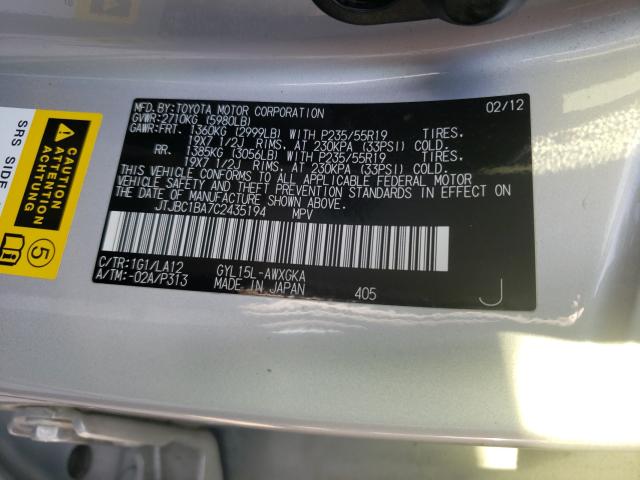 MFD.BY:TOYOTA MOTOR CORPORATION 02/12
GVWR:2710KG (5980LB)
GAWR:FRT. 1360KG (2999LB) WITH P235/55R19 TIRES.
19X7 1/2J RIMS, AT 230KPA (33PSI) COLD.
RR. 1385KG (3056LB) WITH P235/55R19 TIRES.
19X7 1/2J RIMS, AT 230KPA (33PSI) COLD.
THIS VEHICLE CONFORMS TO ALL APPLICABLE FEDERAL MOTOR
VEHICLE SAFETY AND THEFT PREVENTION STANDARDS IN EFFECT ON
THE DATE OF MANUFACTURE SHOWN ABOVE.
JTJBC1BA7C2435194 MPV
C/TR:1G1/LA12 GYL15L-AWXGKA
A/TM:-02A/P313 MADE IN JAPAN 405
J
SRS SIDE
CAUTION
ATTENTION
ACHTUNG
5